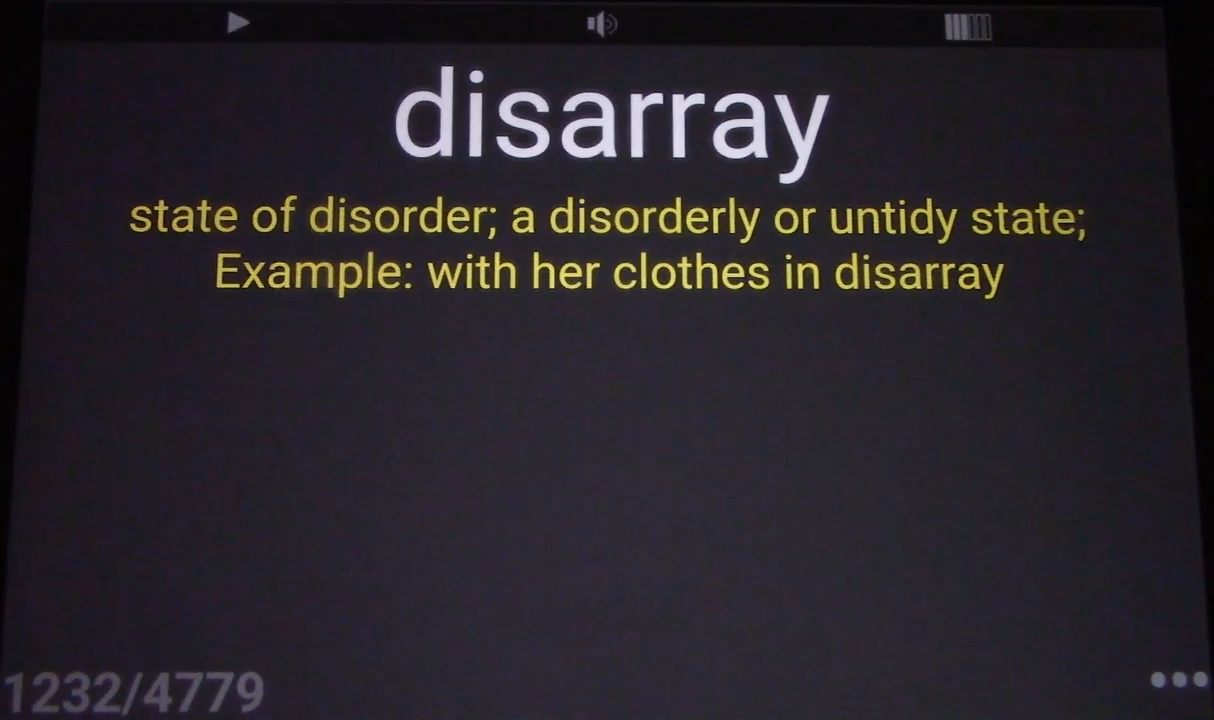 disarray
state of disorder; a disorderly or untidy state;
Example: with her clothes in disarray
1232/4779